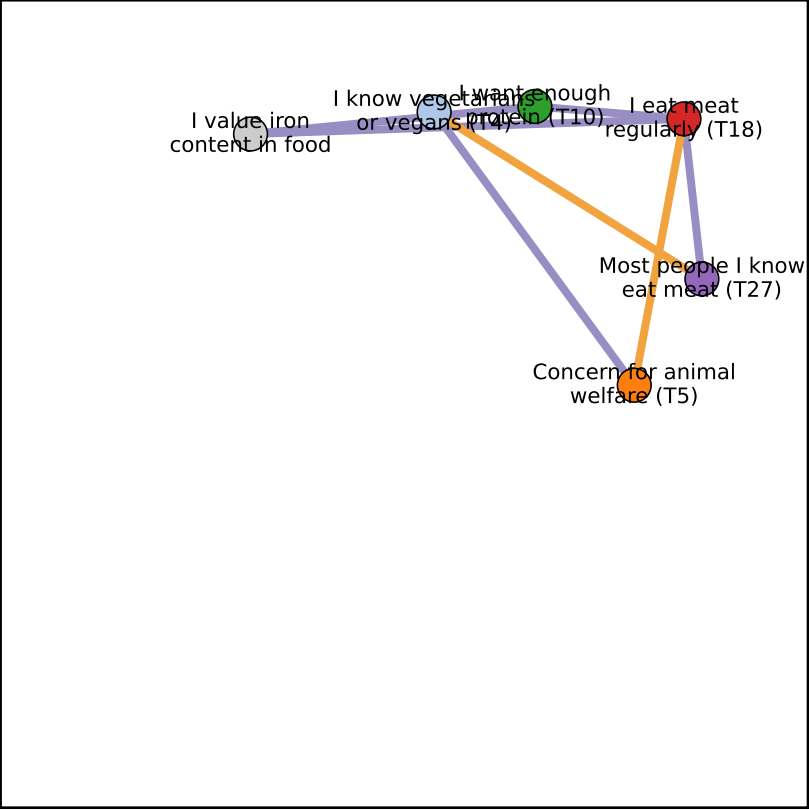 I value iron
content in food
I know vegetarians
or vegans (T4)
I want enough
protein (T10)
I eat meat
regularly (T18)
Most people I know
eat meat (T27)
Concern for animal
welfare (T5)